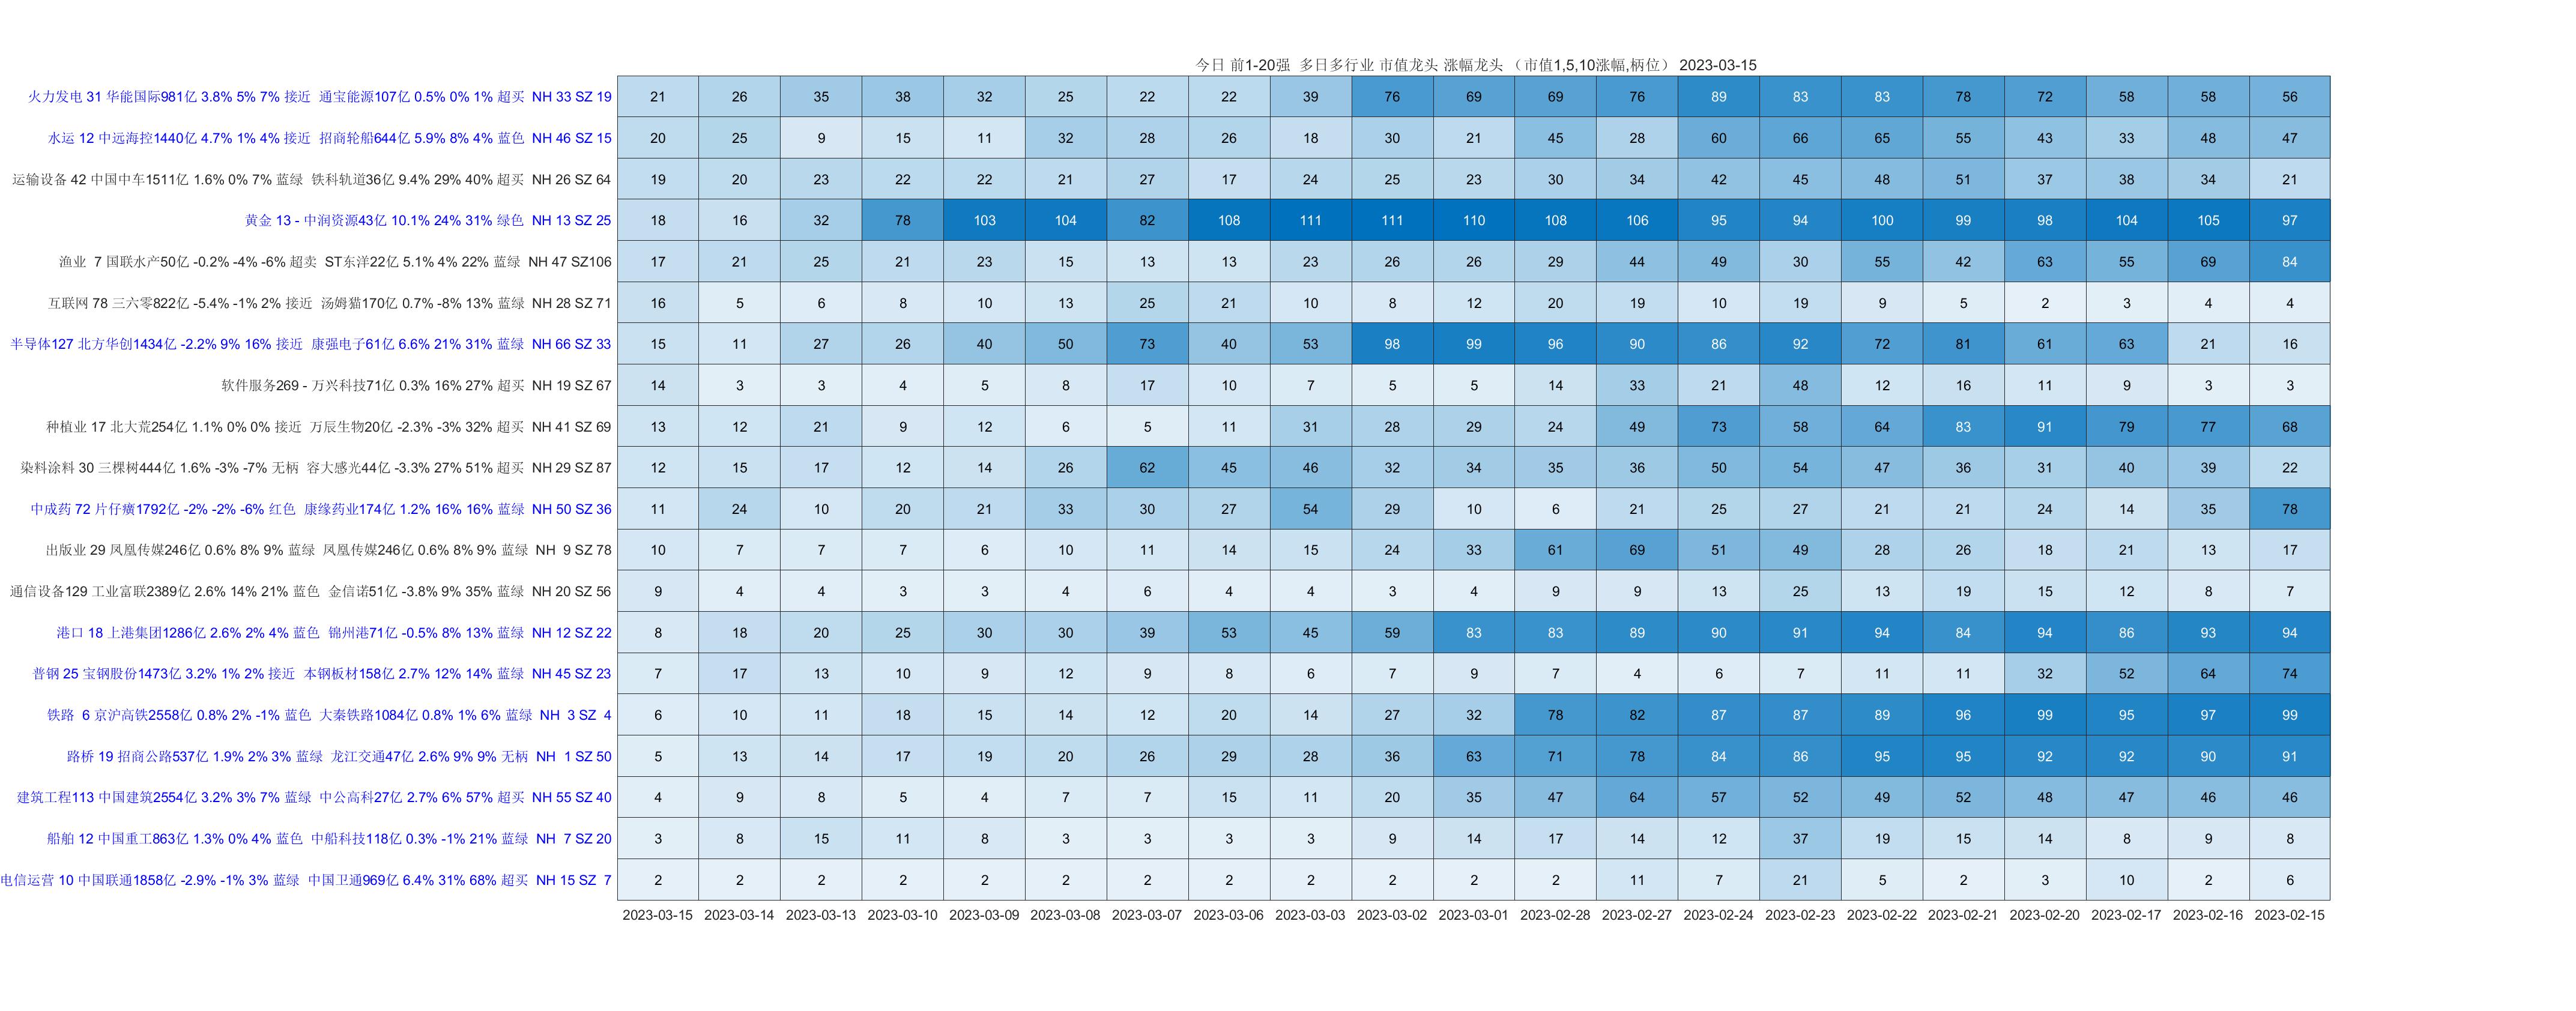 今日 前1-20强 多日多行业 市值龙头 涨幅龙头 （市值1,5,10涨幅,柄位） 2023-03-15
火力发电 31 华能国际981亿 3.8% 5% 7% 接近 通宝能源107亿 0.5% 0% 1% 超买 NH 33 SZ 19 21 26 35 38 32 25 22 22 39 76 69 69 76 89 83 83 78 72 58 58 56
水运 12 中远海控1440亿 4.7% 1% 4% 接近 招商轮船644亿 5.9% 8% 4% 蓝色 NH 46 SZ 15 20 25 9 15 11 32 28 26 18 30 21 45 28 60 66 65 55 43 33 48 47
运输设备 42 中国中车1511亿 1.6% 0% 7% 蓝绿 铁科轨道36亿 9.4% 29% 40% 超买 NH 26 SZ 64 19 20 23 22 22 21 27 17 24 25 23 30 34 42 45 48 51 37 38 34 21
黄金 13 - 中润资源43亿 10.1% 24% 31% 绿色 NH 13 SZ 25 18 16 32 78 103 104 82 108 111 111 110 108 106 95 94 100 99 98 104 105 97
渔业 7 国联水产50亿 -0.2% -4% -6% 超卖 ST东洋22亿 5.1% 4% 22% 蓝绿 NH 47 SZ106 17 21 25 21 23 15 13 13 23 26 26 29 44 49 30 55 42 63 55 69 84
互联网 78 三六零822亿 -5.4% -1% 2% 接近 汤姆猫170亿 0.7% -8% 13% 蓝绿 NH 28 SZ 71 16 5 6 8 10 13 25 21 10 8 12 20 19 10 19 9 5 2 3 4 4
半导体127 北方华创1434亿 -2.2% 9% 16% 接近 康强电子61亿 6.6% 21% 31% 蓝绿 NH 66 SZ 33 15 11 27 26 40 50 73 40 53 98 99 96 90 86 92 72 81 61 63 21 16
软件服务269 - 万兴科技71亿 0.3% 16% 27% 超买 NH 19 SZ 67 14 3 3 4 5 8 17 10 7 5 5 14 33 21 48 12 16 11 9 3 3
种植业 17 北大荒254亿 1.1% 0% 0% 接近 万辰生物20亿 -2.3% -3% 32% 超买 NH 41 SZ 69 13 12 21 9 12 6 5 11 31 28 29 24 49 73 58 64 83 91 79 77 68
染料涂料 30 三棵树444亿 1.6% -3% -7% 无柄 容大感光44亿 -3.3% 27% 51% 超买 NH 29 SZ 87 12 15 17 12 14 26 62 45 46 32 34 35 36 50 54 47 36 31 40 39 22
中成药 72 片仔癀1792亿 -2% -2% -6% 红色 康缘药业174亿 1.2% 16% 16% 蓝绿 NH 50 SZ 36 11 24 10 20 21 33 30 27 54 29 10 6 21 25 27 21 21 24 14 35 78
出版业 29 凤凰传媒246亿 0.6% 8% 9% 蓝绿 凤凰传媒246亿 0.6% 8% 9% 蓝绿 NH 9 SZ 78 10 7 7 7 6 10 11 14 15 24 33 61 69 51 49 28 26 18 21 13 17
通信设备129 工业富联2389亿 2.6% 14% 21% 蓝色 金信诺51亿 -3.8% 9% 35% 蓝绿 NH 20 SZ 56 9 4 4 3 3 4 6 4 4 3 4 9 9 13 25 13 19 15 12 8 7
港口 18 上港集团1286亿 2.6% 2% 4% 蓝色 锦州港71亿 -0.5% 8% 13% 蓝绿 NH 12 SZ 22 8 18 20 25 30 30 39 53 45 59 83 83 89 90 91 94 84 94 86 93 94
普钢 25 宝钢股份1473亿 3.2% 1% 2% 接近 本钢板材158亿 2.7% 12% 14% 蓝绿 NH 45 SZ 23 7 17 13 10 9 12 9 8 6 7 9 7 4 6 7 11 11 32 52 64 74
铁路 6 京沪高铁2558亿 0.8% 2% -1% 蓝色 大秦铁路1084亿 0.8% 1% 6% 蓝绿 NH 3 SZ 4 6 10 11 18 15 14 12 20 14 27 32 78 82 87 87 89 96 99 95 97 99
路桥 19 招商公路537亿 1.9% 2% 3% 蓝绿 龙江交通47亿 2.6% 9% 9% 无柄 NH 1 SZ 50 5 13 14 17 19 20 26 29 28 36 63 71 78 84 86 95 95 92 92 90 91
建筑工程113 中国建筑2554亿 3.2% 3% 7% 蓝绿 中公高科27亿 2.7% 6% 57% 超买 NH 55 SZ 40 4 9 8 5 4 7 7 15 11 20 35 47 64 57 52 49 52 48 47 46 46
船舶 12 中国重工863亿 1.3% 0% 4% 蓝色 中船科技118亿 0.3% -1% 21% 蓝绿 NH 7 SZ 20 3 8 15 11 8 3 3 3 3 9 14 17 14 12 37 19 15 14 8 9 8
电信运营 10 中国联通1858亿 -2.9% -1% 3% 蓝绿 中国卫通969亿 6.4% 31% 68% 超买 NH 15 SZ 7 2 2 2 2 2 2 2 2 2 2 2 2 11 7 21 5 2 3 10 2 6
2023-03-15 2023-03-14 2023-03-13 2023-03-10 2023-03-09 2023-03-08 2023-03-07 2023-03-06 2023-03-03 2023-03-02 2023-03-01 2023-02-28 2023-02-27 2023-02-24 2023-02-23 2023-02-22 2023-02-21 2023-02-20 2023-02-17 2023-02-16 2023-02-15